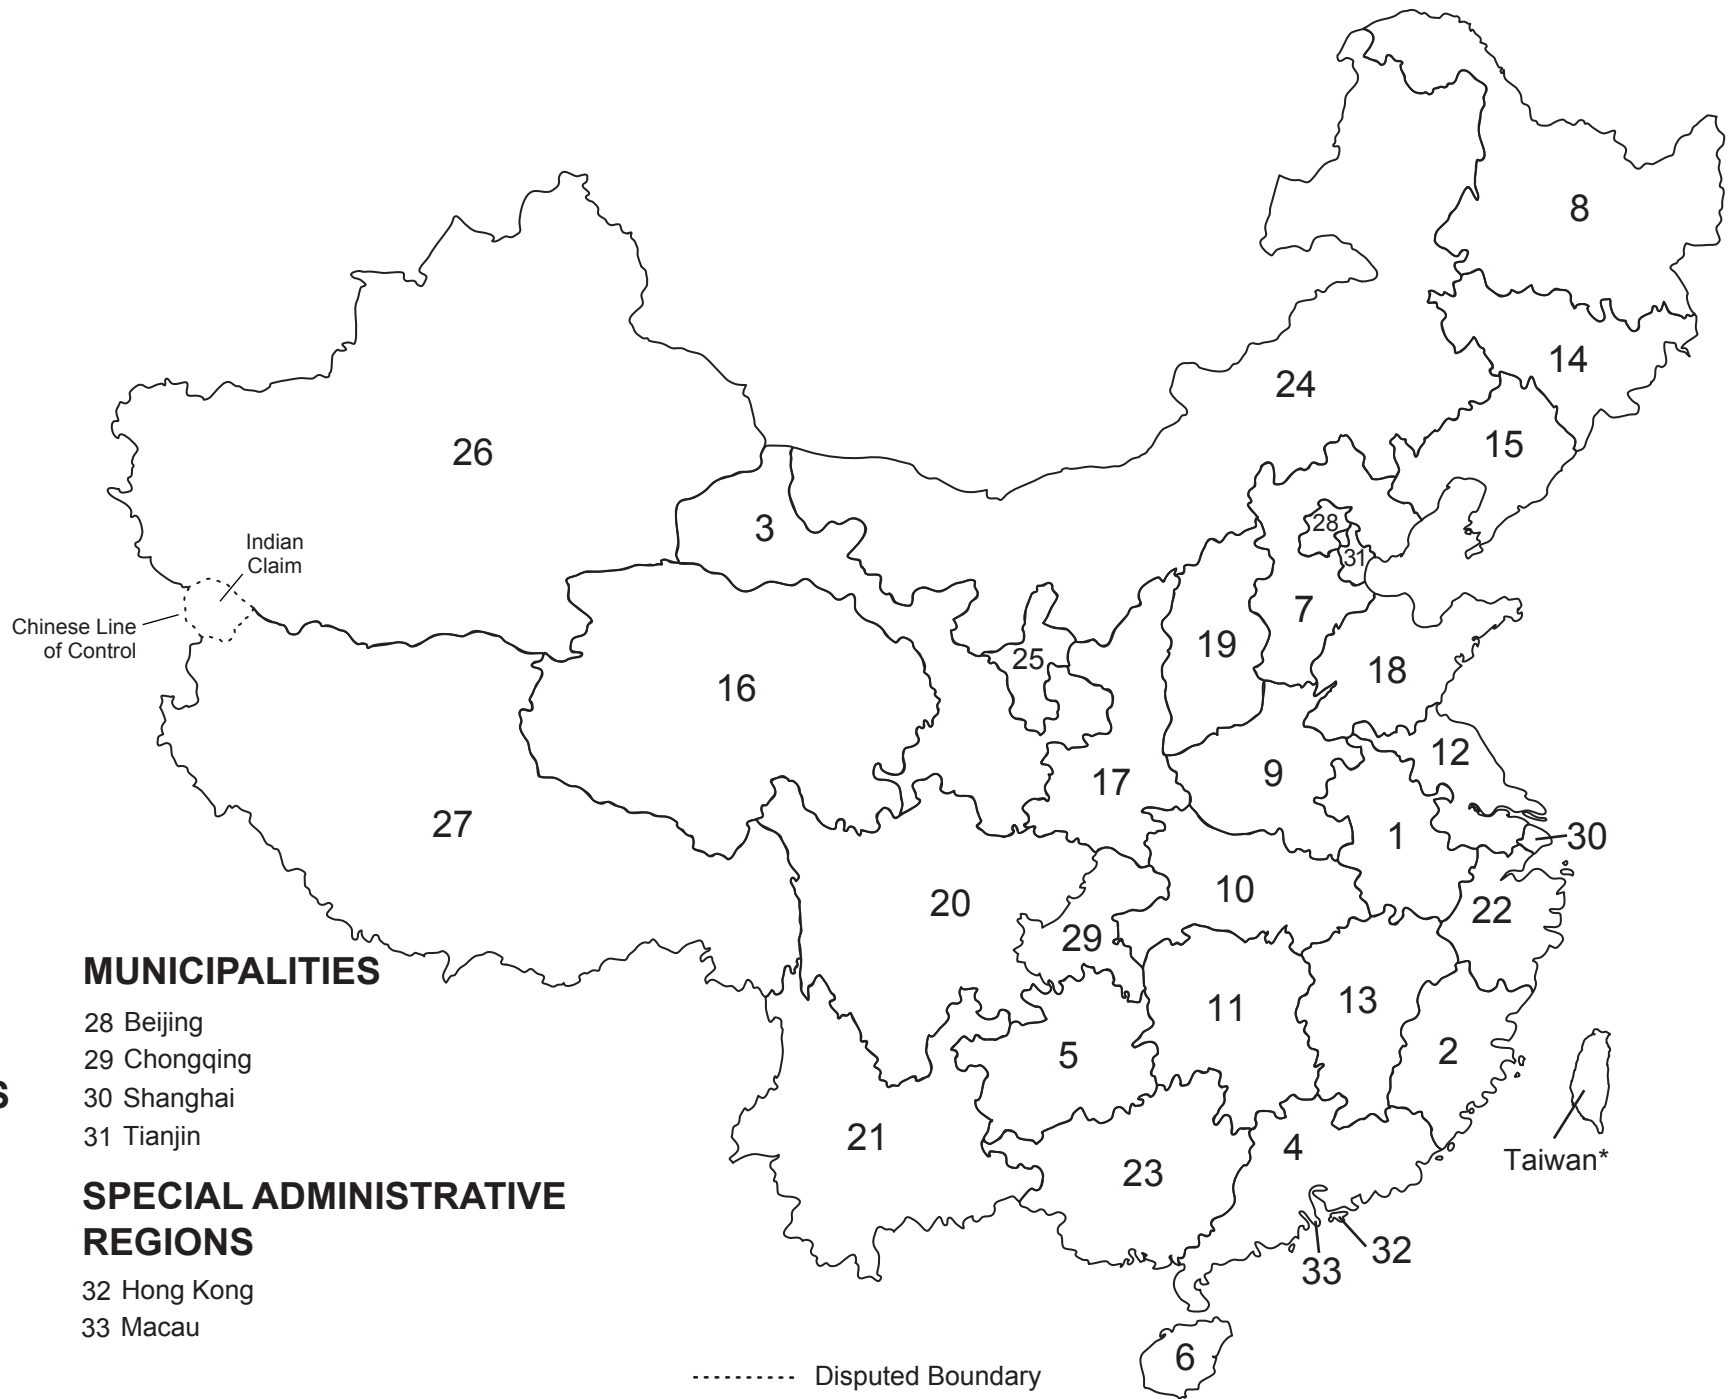 8
14
24
15
26
3
28
31
Indian
Claim
Chinese Line
of Control
7
25
19
18
16
12
17
9
27
1
30
20
10
22
29
11
13
5
2
21
4
23
Taiwan*
32
33
6
MUNICIPALITIES
28 Beijing
29 Chongqing
30 Shanghai
31 Tianjin
S
SPECIAL ADMINISTRATIVE
REGIONS
32 Hong Kong
33 Macau
Disputed Boundary